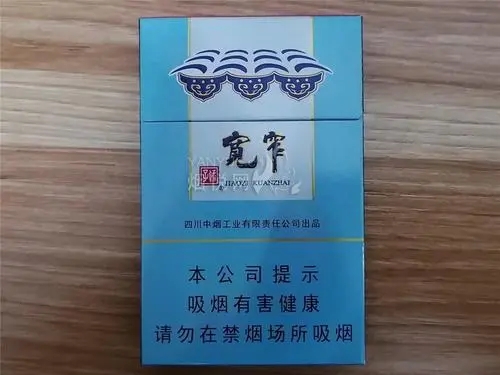 宽窄
JIAOZI KUANZHAI
四川中烟工业有限责任公司出品
本公司提示
吸烟有害健康
请勿在禁烟场所吸烟